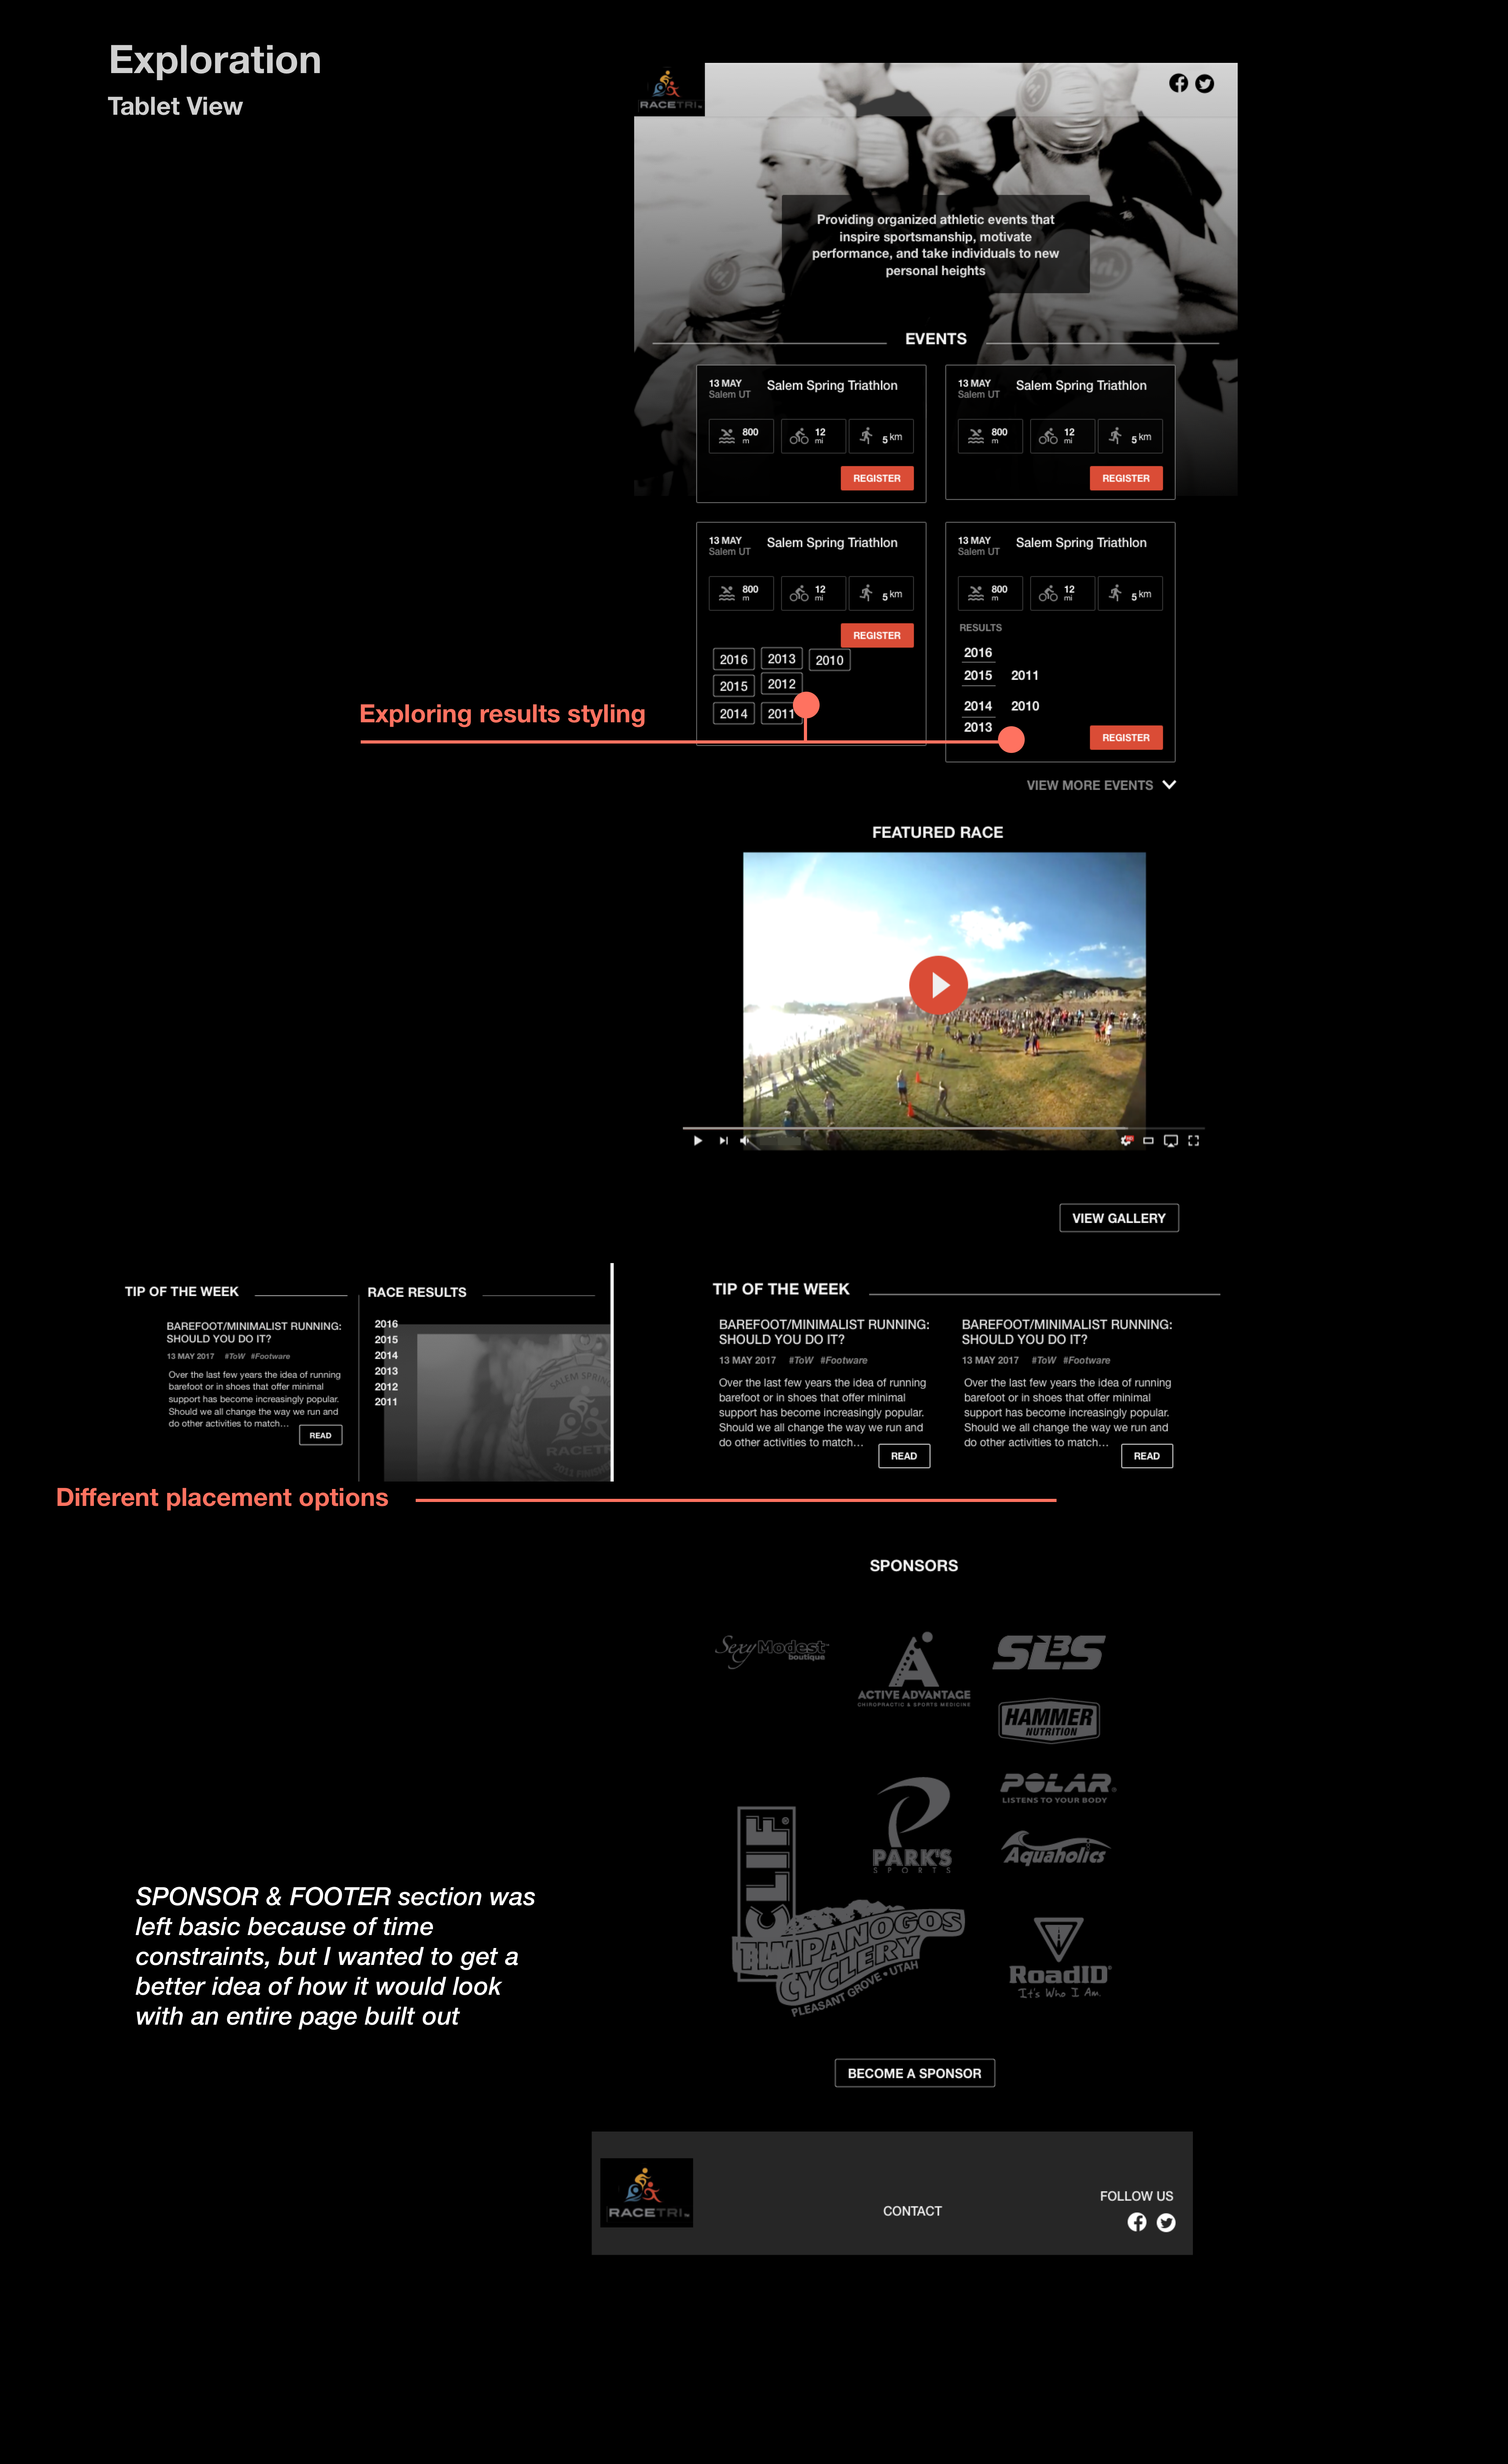 Exploration
Tablet View
RACETRI
Providing organized athletic events that
inspire sportsmanship, motivate
performance, and take individuals to new
personal heights
EVENTS
13 MAY
Salem UT
Salem Spring Triathlon
800
m
12
mi
5 km
REGISTER
13 MAY
Salem UT
Salem Spring Triathlon
800
m
12
mi
5 km
REGISTER
13 MAY
Salem UT
Salem Spring Triathlon
800
m
12
mi
5 km
REGISTER
2016 2013 2010
2015 2012
2014 2011
13 MAY
Salem UT
Salem Spring Triathlon
800
m
12
mi
5 km
RESULTS
2016
2015 2011
2014 2010
2013
REGISTER
Exploring results styling
VIEW MORE EVENTS
FEATURED RACE
VIEW GALLERY
TIP OF THE WEEK
BAREFOOT/MINIMALIST RUNNING:
SHOULD YOU DO IT?
13 MAY 2017 #ToW #Footware
Over the last few years the idea of running
barefoot or in shoes that offer minimal
support has become increasingly popular.
Should we all change the way we run and
do other activities to match…
READ
RACE RESULTS
2016
2015
2014
2013
2012
2011
SALEM SPRIN
RACETR
2011 FINISH
TIP OF THE WEEK
BAREFOOT/MINIMALIST RUNNING:
SHOULD YOU DO IT?
13 MAY 2017 #ToW #Footware
Over the last few years the idea of running
barefoot or in shoes that offer minimal
support has become increasingly popular.
Should we all change the way we run and
do other activities to match…
READ
BAREFOOT/MINIMALIST RUNNING:
SHOULD YOU DO IT?
13 MAY 2017 #ToW #Footware
Over the last few years the idea of running
barefoot or in shoes that offer minimal
support has become increasingly popular.
Should we all change the way we run and
do other activities to match…
READ
Different placement options
SPONSORS
Sexy Modest
boutique
ACTIVE ADVANTAGE
CHIROPRACTIC & SPORTS MEDICINE
SBS
HAMMER
NUTRITION
POLAR
LISTENS TO YOUR BODY
CLIF
PARK'S
SPORTS
Aquaholics
TIMPANOGOS
CYCLERY
PLEASANT GROVE • UTAH
RoadID
It's Who I Am.
SPONSOR & FOOTER section was
left basic because of time
constraints, but I wanted to get a
better idea of how it would look
with an entire page built out
BECOME A SPONSOR
RACETRI
CONTACT
FOLLOW US